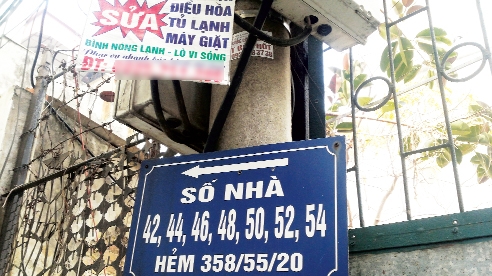 SỬA
ĐIỀU HÒA
TỦ LẠNH
MÁY GIẶT
BÌNH NÓNG LẠNH - LÒ VI SÓNG
ĐT:
SỐ NHÀ
42, 44, 46, 48, 50, 52, 54
HẺM 358/55/20